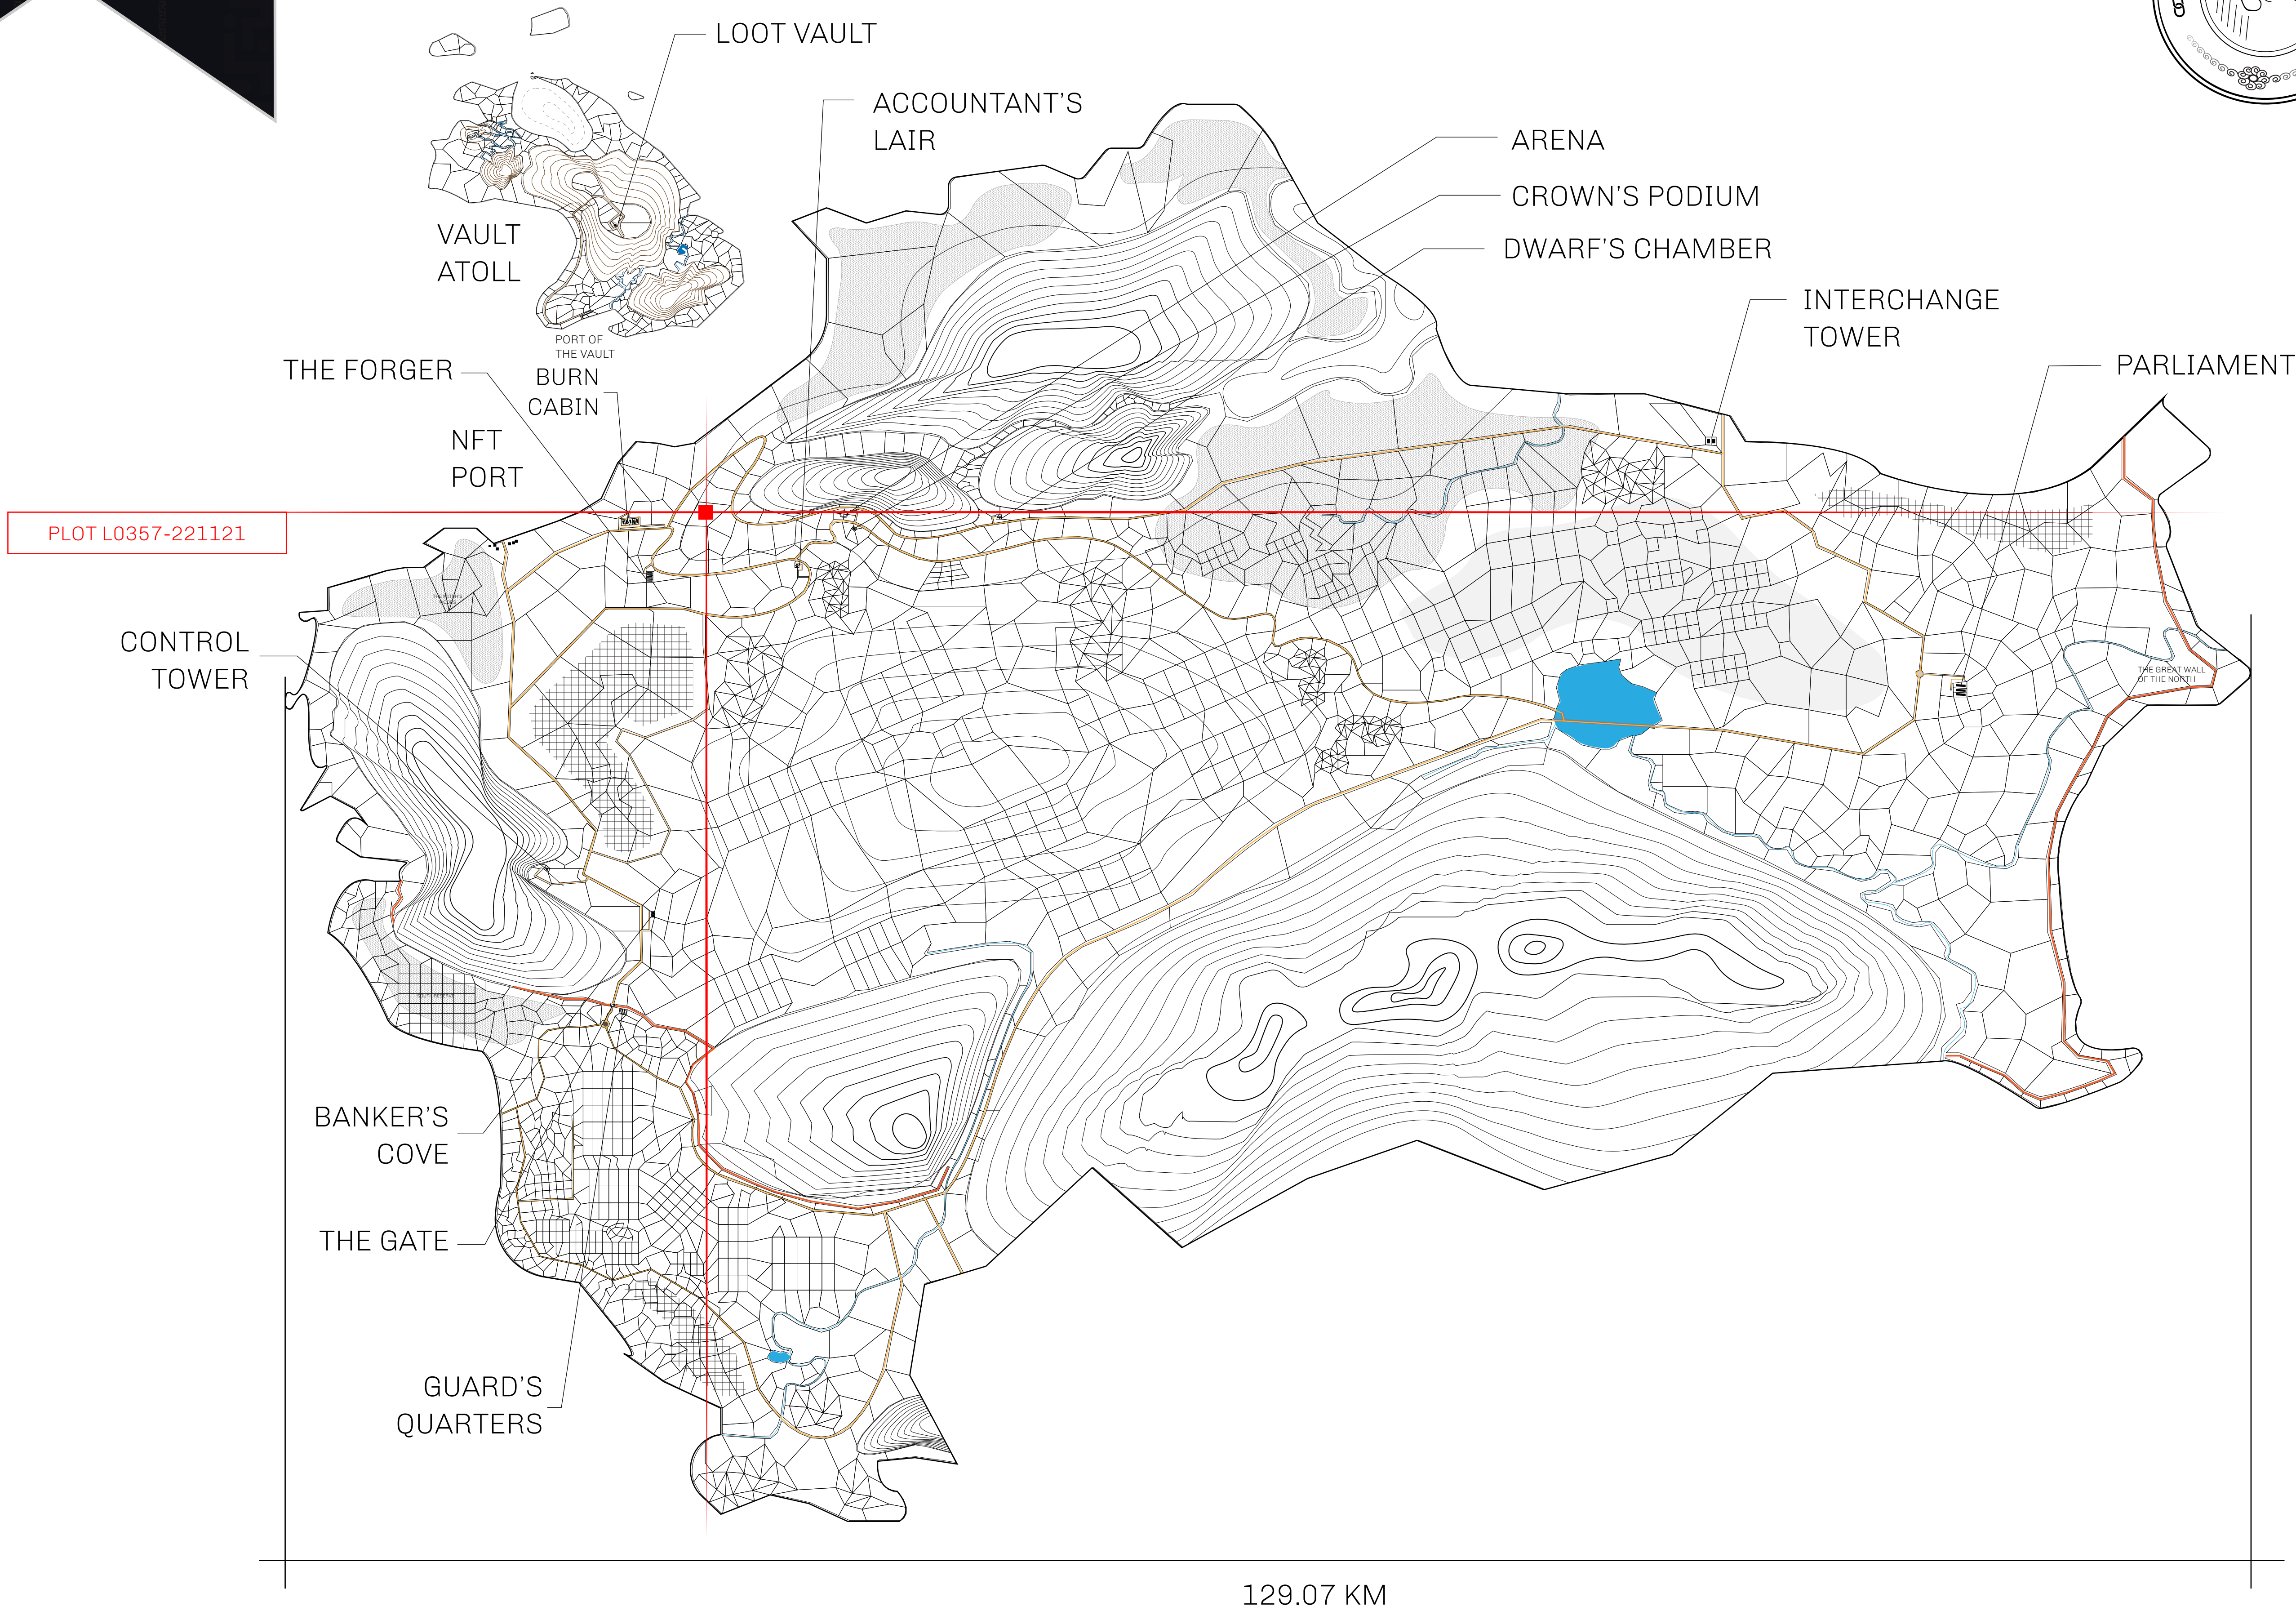 LOOT VAULT
ACCOUNTANT'S
LAIR
ARENA
CROWN'S PODIUM
DWARF'S CHAMBER
VAULT
ATOLL
INTERCHANGE
TOWER
PORT OF
THE VAULT
PARLIAMENT
THE FORGER
BURN
CABIN
NFT
PORT
PLOT L0357-221121
CONTROL
TOWER
THE GREAT WALL
OF THE NORTH
SOUTH RESERVE
BANKER'S
COVE
THE GATE
GUARD'S
QUARTERS
129.07 KM